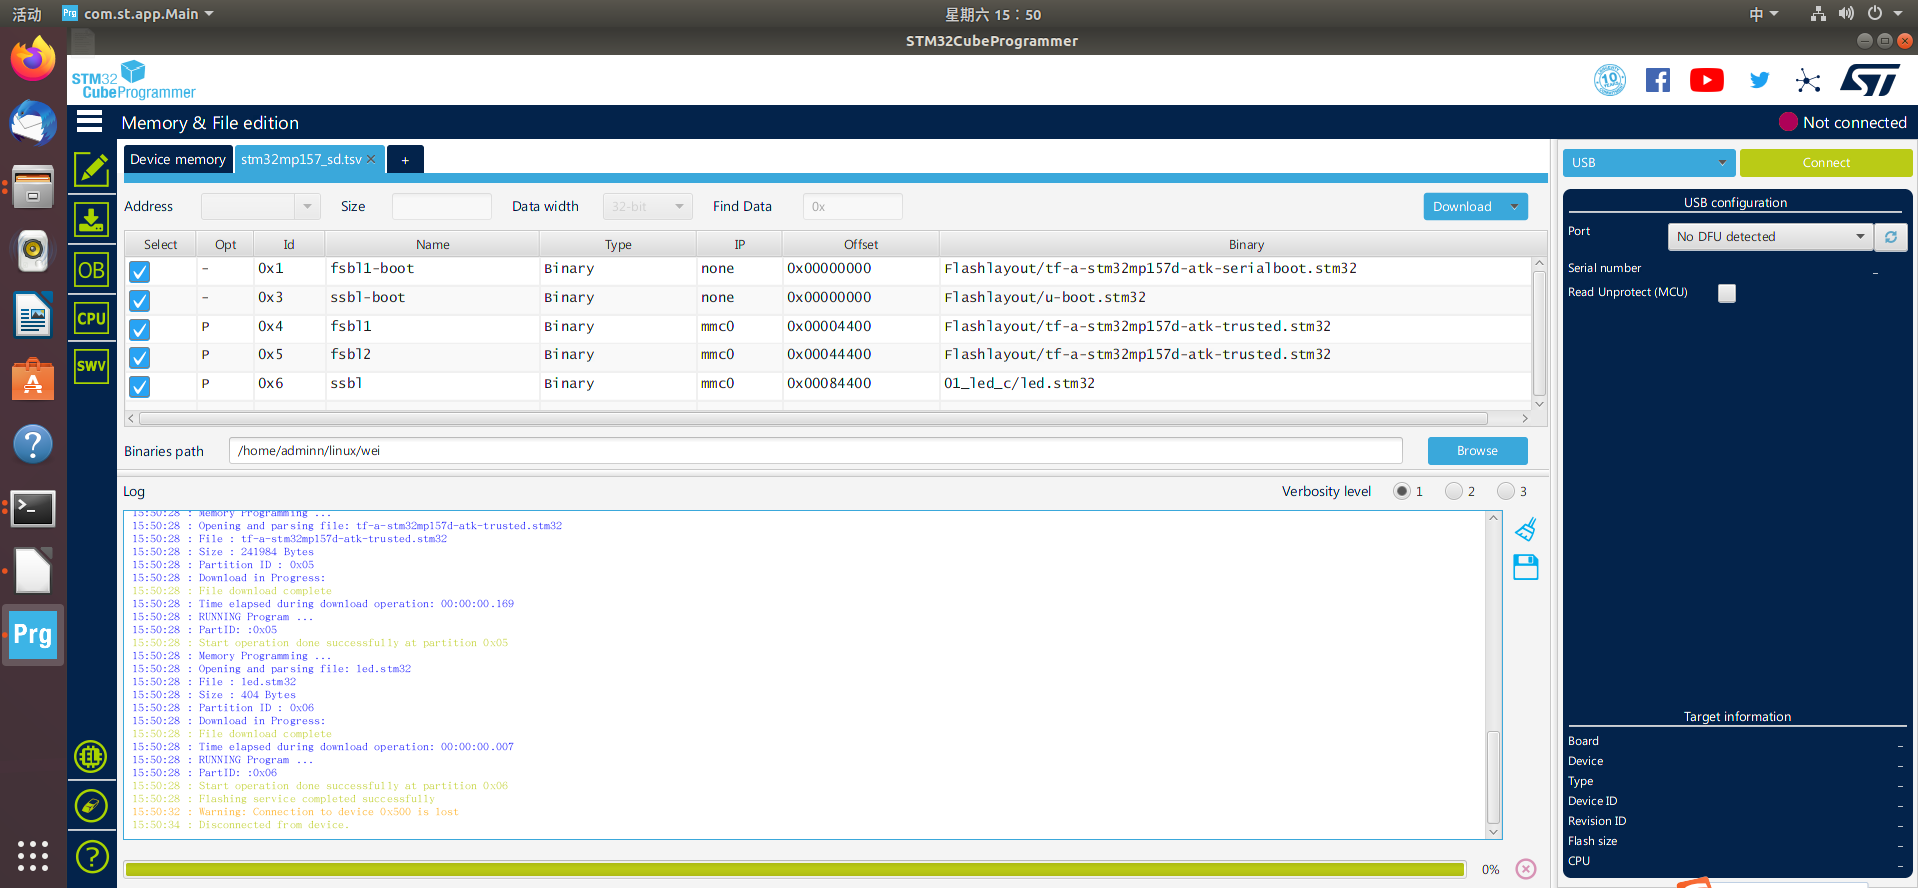 活动 com.st.app.Main 星期六 15：50 中
STM32CubeProgrammer
STM32
CubeProgrammer
10
Memory & File edition Not connected
Device memory stm32mp157_sd.tsv + USB Connect
Address Size Data width 32-bit Find Data 0x Download
Select Opt Id Name Type IP Offset Binary
- 0x1 fsbl1-boot Binary none 0x00000000 Flashlayout/tf-a-stm32mp157d-atk-serialboot.stm32
- 0x3 ssbl-boot Binary none 0x00000000 Flashlayout/u-boot.stm32
P 0x4 fsbl1 Binary mmc0 0x00004400 Flashlayout/tf-a-stm32mp157d-atk-trusted.stm32
P 0x5 fsbl2 Binary mmc0 0x00044400 Flashlayout/tf-a-stm32mp157d-atk-trusted.stm32
P 0x6 ssbl Binary mmc0 0x00084400 01_led_c/led.stm32
OB
CPU
SWV
Binaries path /home/adminn/linux/wei Browse
Log Verbosity level 1 2 3
15:50:28 : Memory Programming ...
15:50:28 : Opening and parsing file: tf-a-stm32mp157d-atk-trusted.stm32
15:50:28 : File : tf-a-stm32mp157d-atk-trusted.stm32
15:50:28 : Size : 241984 Bytes
15:50:28 : Partition ID : 0x05
15:50:28 : Download in Progress:
15:50:28 : File download complete
15:50:28 : Time elapsed during download operation: 00:00:00.169
15:50:28 : RUNNING Program ...
15:50:28 : PartID: :0x05
15:50:28 : Start operation done successfully at partition 0x05
15:50:28 : Memory Programming ...
15:50:28 : Opening and parsing file: led.stm32
15:50:28 : File : led.stm32
15:50:28 : Size : 404 Bytes
15:50:28 : Partition ID : 0x06
15:50:28 : Download in Progress:
15:50:28 : File download complete
15:50:28 : Time elapsed during download operation: 00:00:00.007
15:50:28 : RUNNING Program ...
15:50:28 : PartID: :0x06
15:50:28 : Start operation done successfully at partition 0x06
15:50:28 : Flashing service completed successfully
15:50:32 : Warning: Connection to device 0x500 is lost
15:50:34 : Disconnected from device.
0%
Prg
USB configuration
Port No DFU detected
Serial number _
Read Unprotect (MCU)
Target information
Board _
Device _
Type _
Device ID _
Revision ID _
Flash size _
CPU _